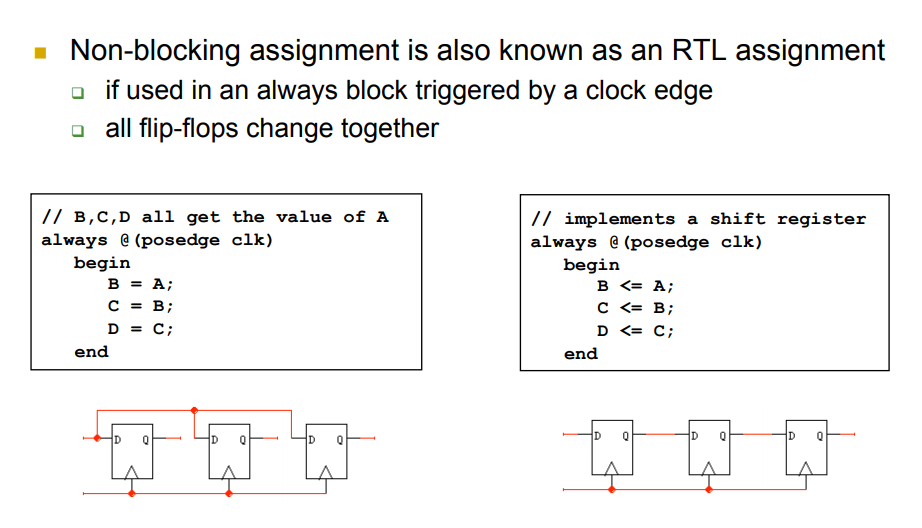 Non-blocking assignment is also known as an RTL assignment
if used in an always block triggered by a clock edge
all flip-flops change together
// B,C,D all get the value of A
always @(posedge clk)
begin
B = A;
C = B;
D = C;
end
// implements a shift register
always @(posedge clk)
begin
B <= A;
C <= B;
D <= C;
end
D Q D Q D Q
D Q D Q D Q